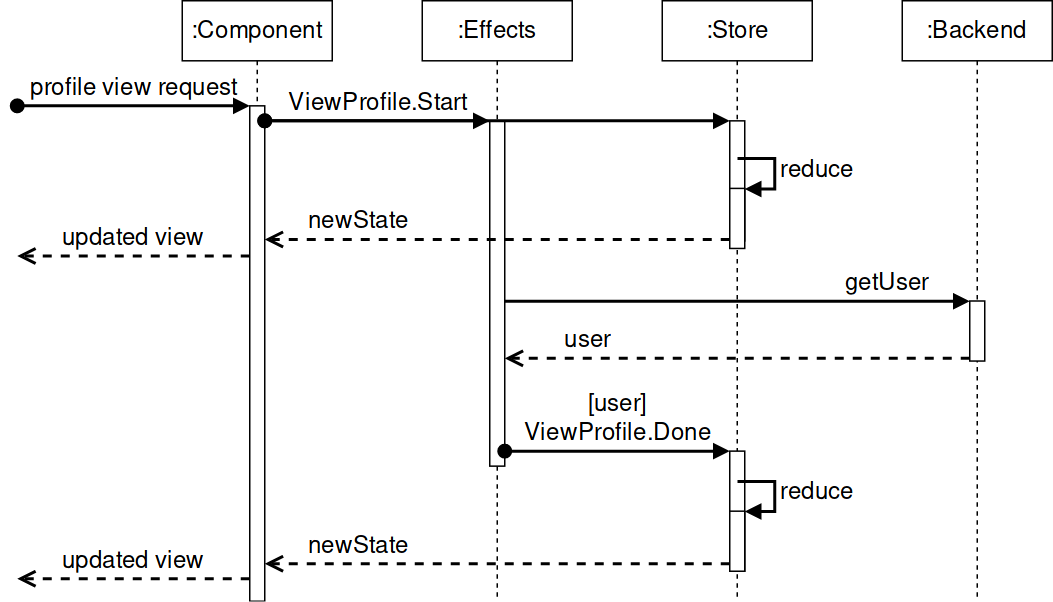 :Component
:Effects
:Store
:Backend
profile view request
ViewProfile.Start
reduce
newState
updated view
getUser
user
[user]
ViewProfile.Done
reduce
newState
updated view